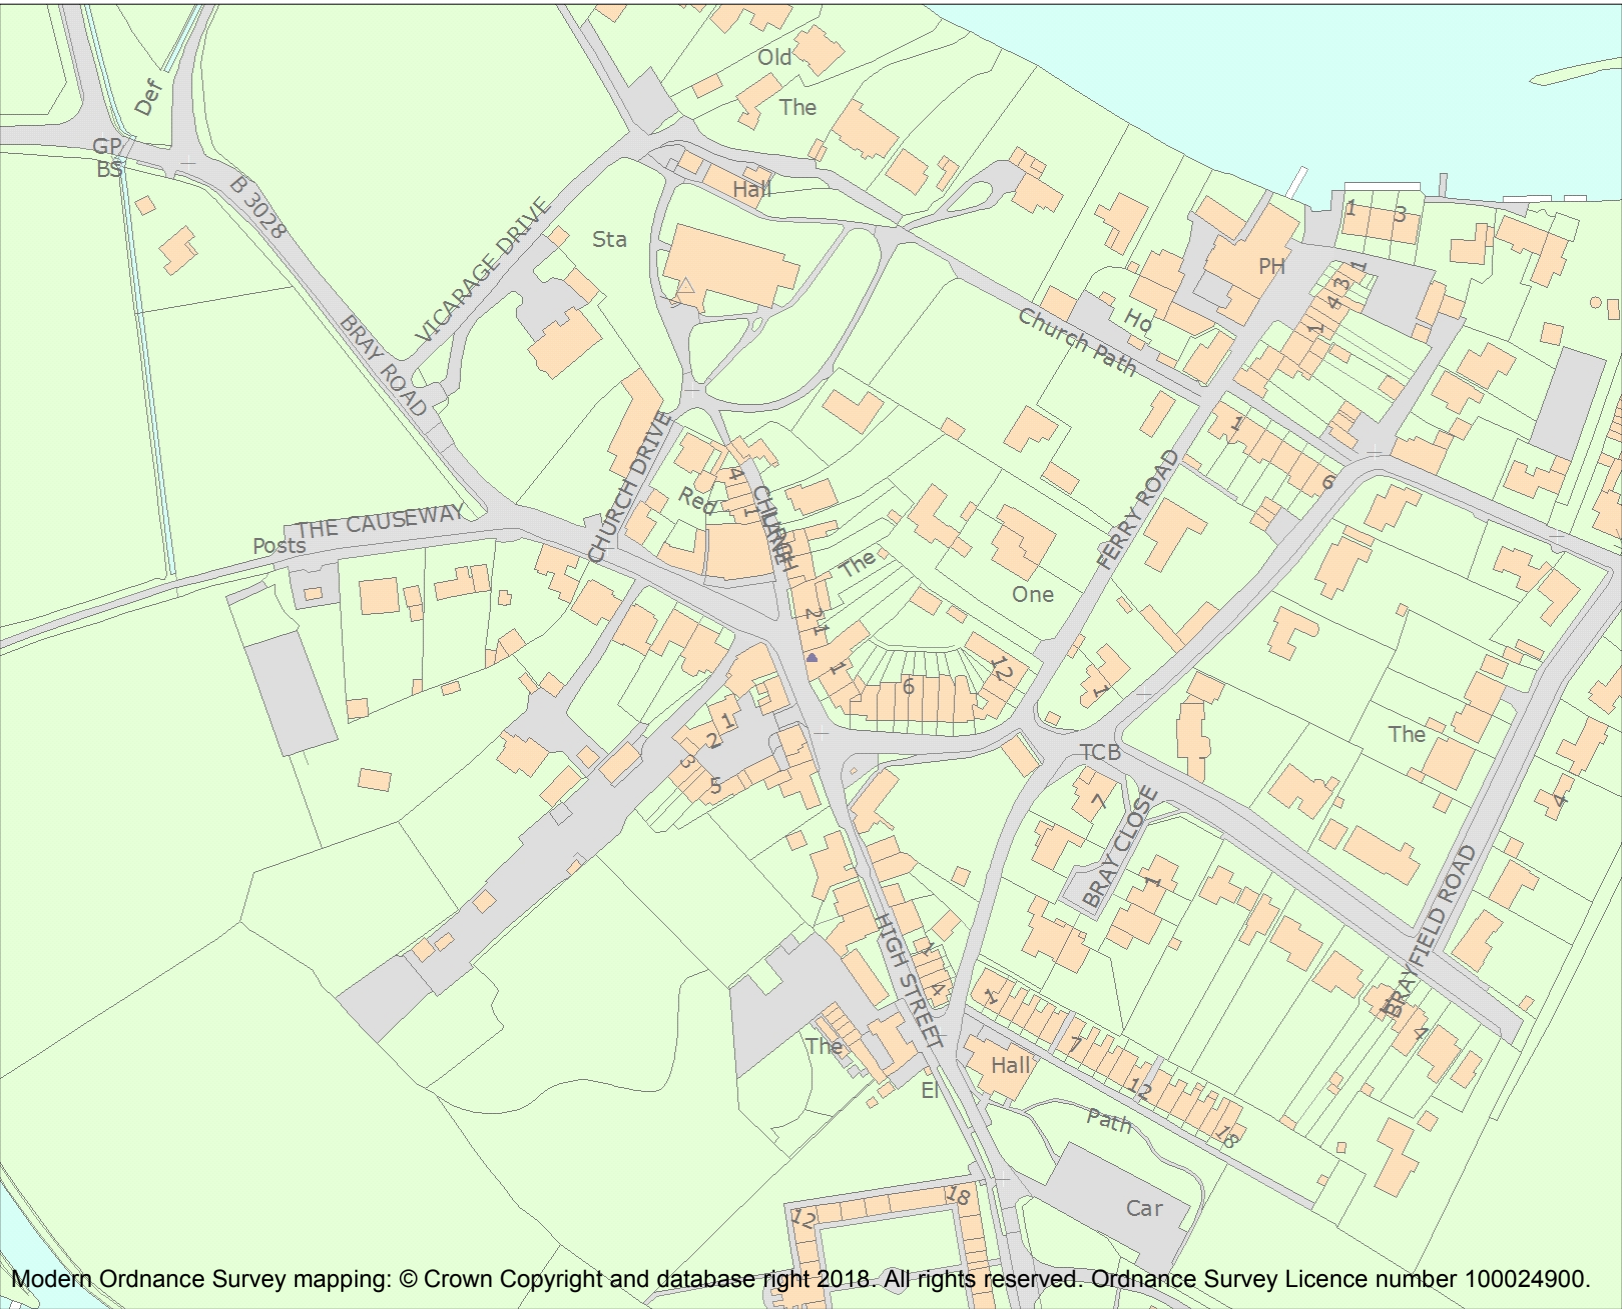 Old
Def
The
GP
BS
Hall
B 3028
1
3
VICARAGE DRIVE
Sta
PH
1
3
4
1
Ho
Church Path
BRAY ROAD
1
CHURCH DRIVE
4
Red
1
CHURCH
LANE
6
THE CAUSEWAY
Posts
FERRY ROAD
The
One
21
1
12
6
1
1
2
3
5
TCB
The
7
BRAY CLOSE
4
1
HIGH STREET
1
4
BRAYFIELD ROAD
1
1
4
The
Hall
7
El
12
Path
18
18
12
Car
Modern Ordnance Survey mapping: © Crown Copyright and database right 2018. All rights reserved. Ordnance Survey Licence number 100024900.